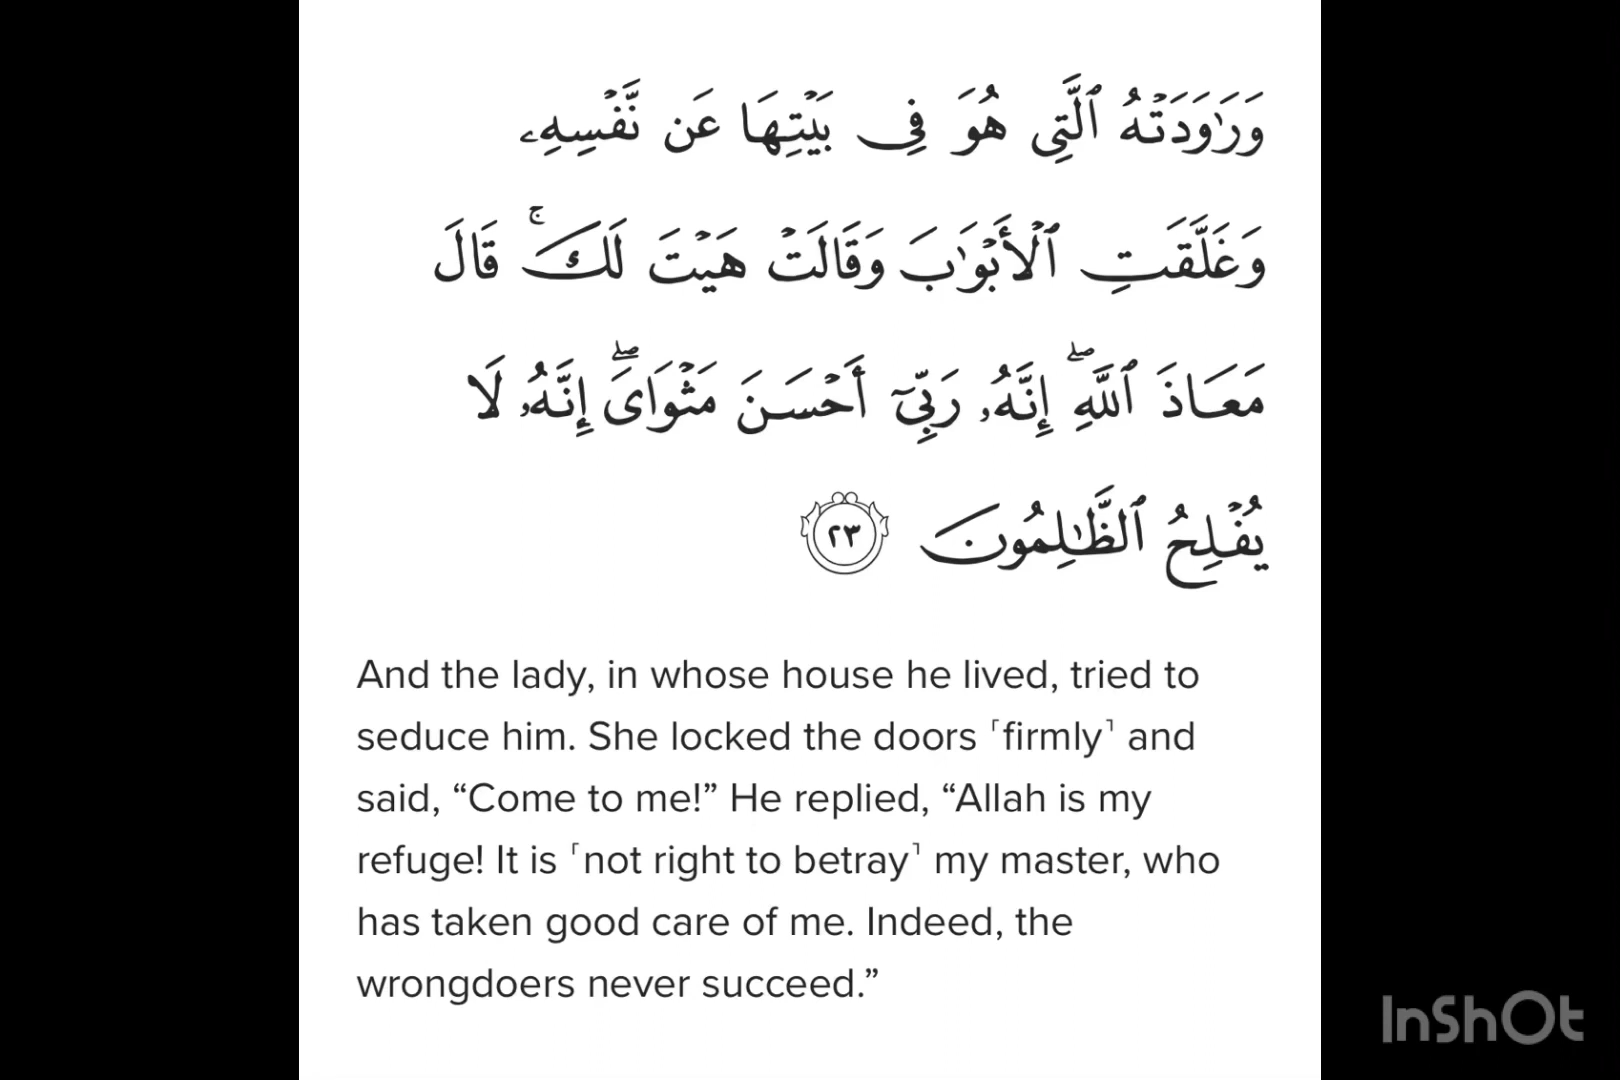 وَرَٰوَدَتْهُ ٱلَّتِى هُوَ فِى بَيْتِهَا عَن نَّفْسِهِۦ
وَغَلَّقَتِ ٱلْأَبْوَٰبَ وَقَالَتْ هَيْتَ لَكَ ۚ قَالَ
مَعَاذَ ٱللَّهِ ۖ إِنَّهُۥ رَبِّىٓ أَحْسَنَ مَثْوَاىَ ۖ إِنَّهُۥ لَا
يُفْلِحُ ٱلظَّـٰلِمُونَ ٢٣
And the lady, in whose house he lived, tried to
seduce him. She locked the doors ˹firmly˺ and
said, “Come to me!” He replied, “Allah is my
refuge! It is ˹not right to betray˺ my master, who
has taken good care of me. Indeed, the
wrongdoers never succeed.”
InShOt